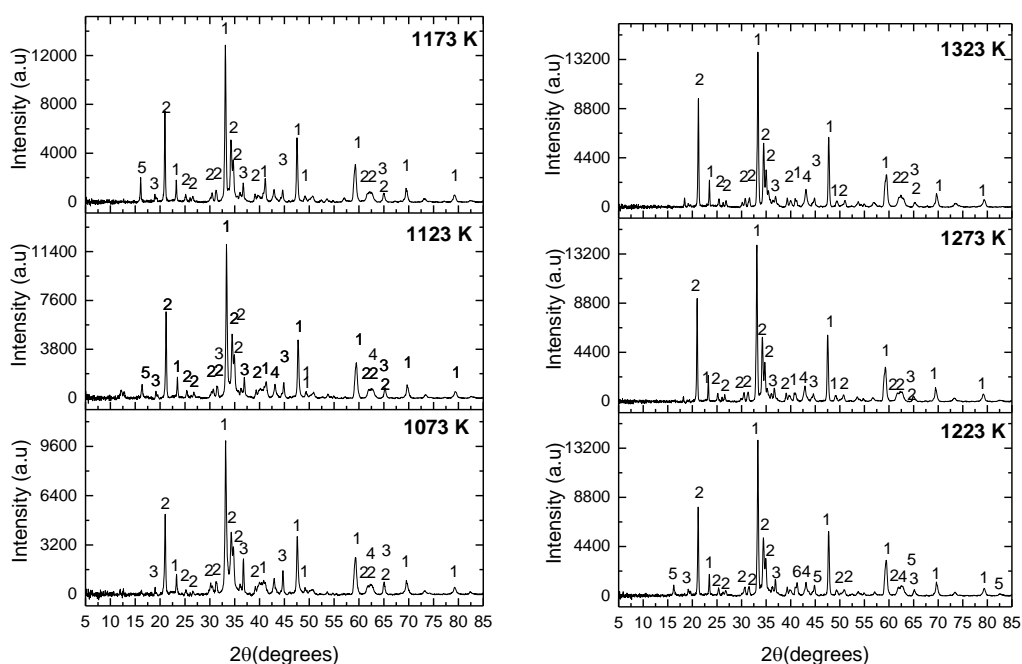 1173 K
Intensity (a.u)
12000
8000
4000
0
5 3 2 1 2 2 2 2 1 2 2 3 2 1 3 1 1 1 2 2 3 2 1 1
1123 K
Intensity (a.u)
11400
7600
3800
0
5 3 2 1 2 2 2 2 3 1 2 2 3 2 1 4 3 1 1 1 2 4 2 3 2 1 1
1073 K
Intensity (a.u)
9600
6400
3200
0
3 2 1 2 2 2 2 1 2 2 3 2 1 3 1 1 2 4 2 3 2 1 1
5 10 15 20 25 30 35 40 45 50 55 60 65 70 75 80 85
2θ(degrees)
1323 K
Intensity (a.u)
13200
8800
4400
0
2 1 2 2 2 2 1 2 2 3 2 1 4 3 1 1 2 1 2 2 3 2 1 1
1273 K
Intensity (a.u)
13200
8800
4400
0
2 1 2 2 2 2 1 2 2 3 2 1 4 3 1 1 2 1 2 2 3 2 1 1
1223 K
Intensity (a.u)
13200
8800
4400
0
5 3 2 1 2 2 2 2 1 2 2 3 6 4 5 1 2 2 1 2 4 5 3 1 1 5
5 10 15 20 25 30 35 40 45 50 55 60 65 70 75 80 85
2θ(degrees)